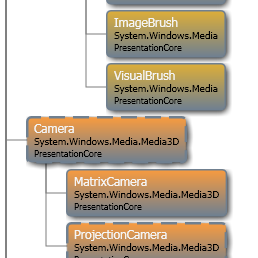 ImageBrush
System.Windows.Media
PresentationCore
VisualBrush
System.Windows.Media
PresentationCore
Camera
System.Windows.Media.Media3D
PresentationCore
MatrixCamera
System.Windows.Media.Media3D
PresentationCore
ProjectionCamera
System.Windows.Media.Media3D